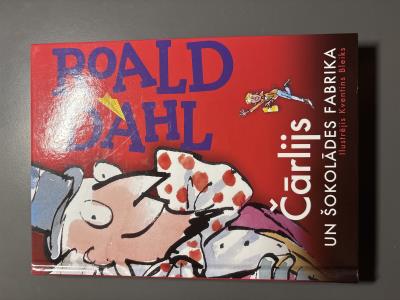 ROALD
DAHL
Čārlijs
UN ŠOKOLĀDES FABRIKA
Ilustrējis Kventins Bleiks